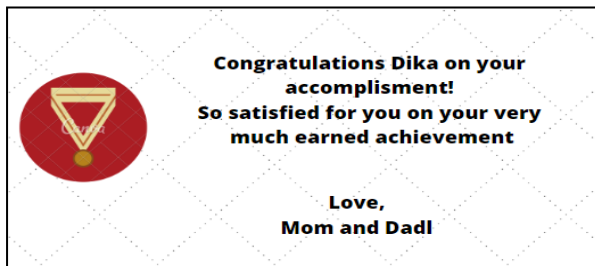 Congratulations Dika on your
accomplisment!
So satisfied for you on your very
much earned achievement
Love,
Mom and Dadl
Canva